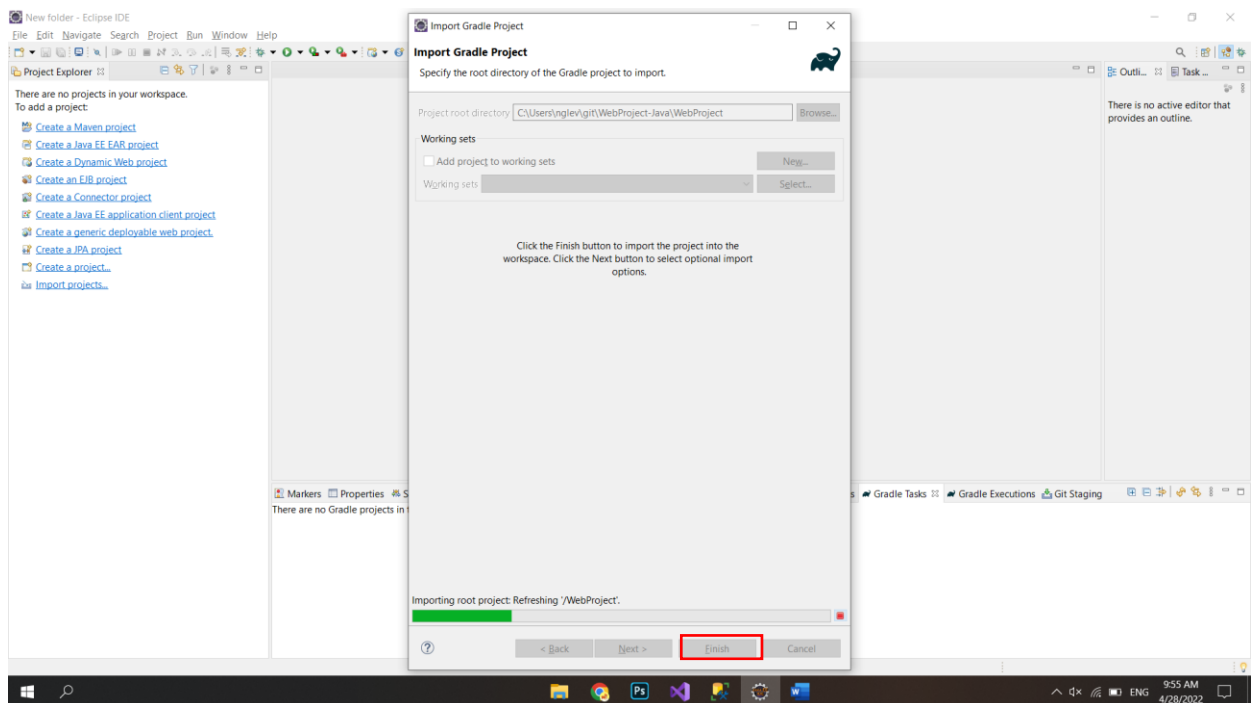 New folder - Eclipse IDE
File Edit Navigate Search Project Run Window Help
Project Explorer
There are no projects in your workspace.
To add a project:
Create a Maven project
Create a Java EE EAR project
Create a Dynamic Web project
Create an EJB project
Create a Connector project
Create a Java EE application client project
Create a generic deployable web project.
Create a JPA project
Create a project...
Import projects...
Import Gradle Project
Import Gradle Project
Specify the root directory of the Gradle project to import.
Project root directory C:\Users\nglev\git\WebProject-Java\WebProject Browse...
Working sets
Add project to working sets New...
Working sets Select...
Click the Finish button to import the project into the
workspace. Click the Next button to select optional import
options.
Importing root project: Refreshing '/WebProject'.
< Back Next > Finish Cancel
Outli... Task ...
There is no active editor that
provides an outline.
Markers Properties S
s Gradle Tasks Gradle Executions Git Staging
There are no Gradle projects in
Ps
W
ENG
9:55 AM
4/28/2022